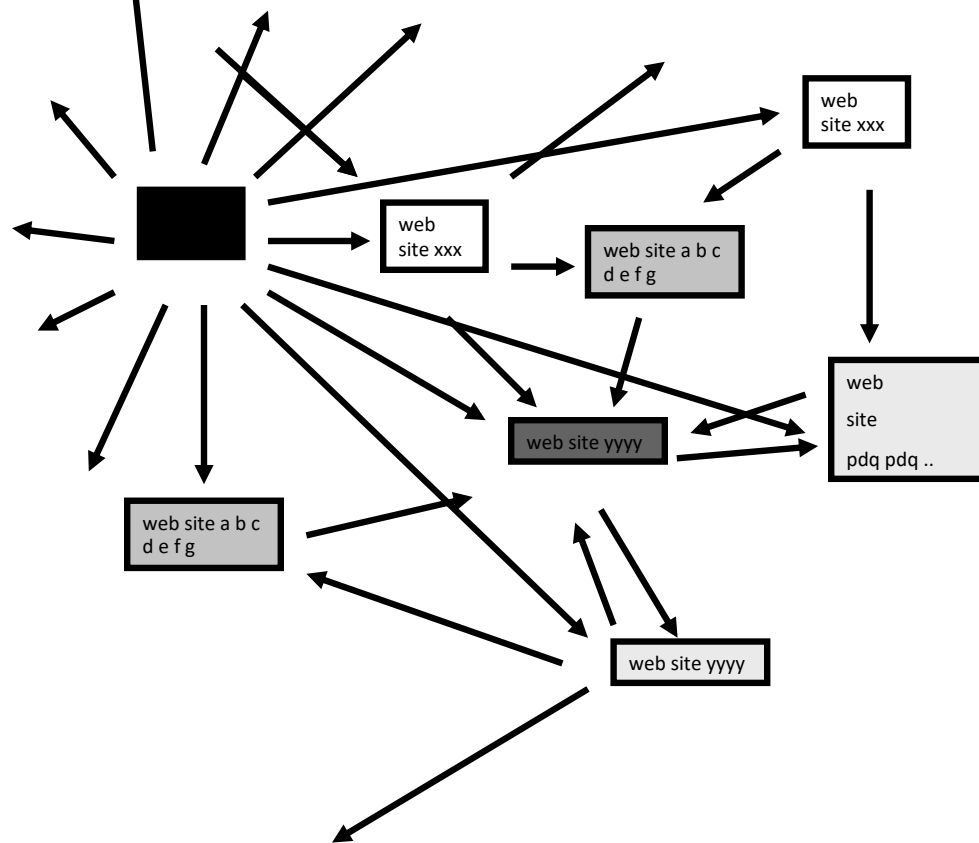 web
site xxx
web
site xxx
web site a b c
d e f g
web
site
pdq pdq ..
web site yyyy
web site a b c
d e f g
web site yyyy